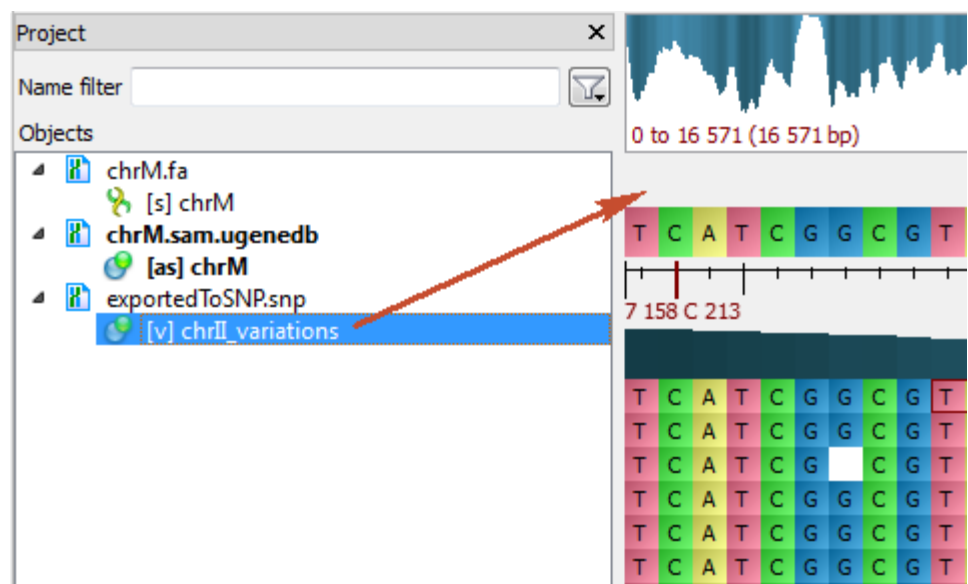 Project
Name filter
Objects
chrM.fa
[s] chrM
chrM.sam.ugenedb
[as] chrM
exportedToSNP.snp
[v] chrII_variations
0 to 16 571 (16 571 bp)
T C A T C G G C G T
7 158 C 213
T C A T C G G C G T
T C A T C G G C G T
T C A T C G C G T
T C A T C G G C G T
T C A T C G G C G T
T C A T C G G C G T